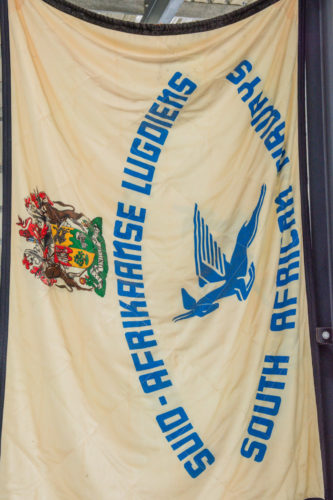 SUID-AFRIKAANSE LUGDIENS
SOUTH AFRICAN AIRWAYS